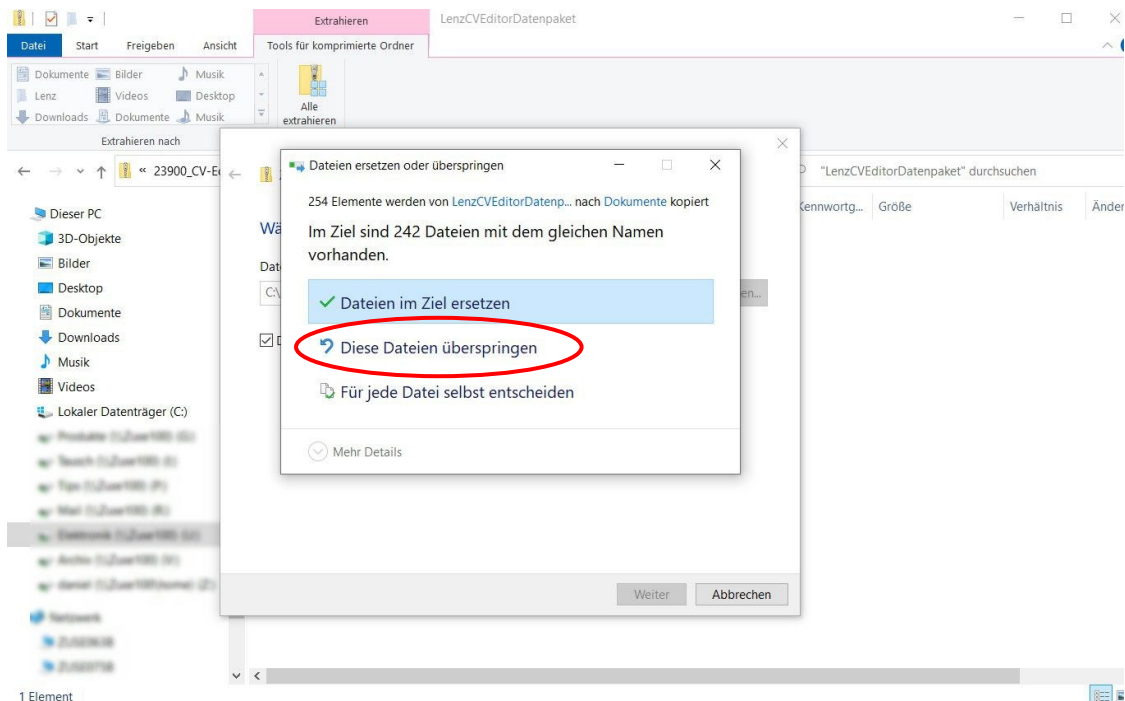 Extrahieren
LenzCVEditorDatenpaket
Datei Start Freigeben Ansicht Tools für komprimierte Ordner
Dokumente Bilder Musik
Lenz Videos Desktop
Downloads Dokumente Musik
Alle
extrahieren
Extrahieren nach
« 23900_CV-E
"LenzCVEditorDatenpaket" durchsuchen
Kennwortg... Größe Verhältnis Änder
Dieser PC
3D-Objekte
Bilder
Desktop
Dokumente
Downloads
Musik
Videos
Lokaler Datenträger (C:)
Netzwerk
Wä
Dat
C:\
en...
Dateien ersetzen oder überspringen
254 Elemente werden von LenzCVEditorDatenp... nach Dokumente kopiert
Im Ziel sind 242 Dateien mit dem gleichen Namen
vorhanden.
Dateien im Ziel ersetzen
Diese Dateien überspringen
Für jede Datei selbst entscheiden
Mehr Details
Weiter Abbrechen
1 Element